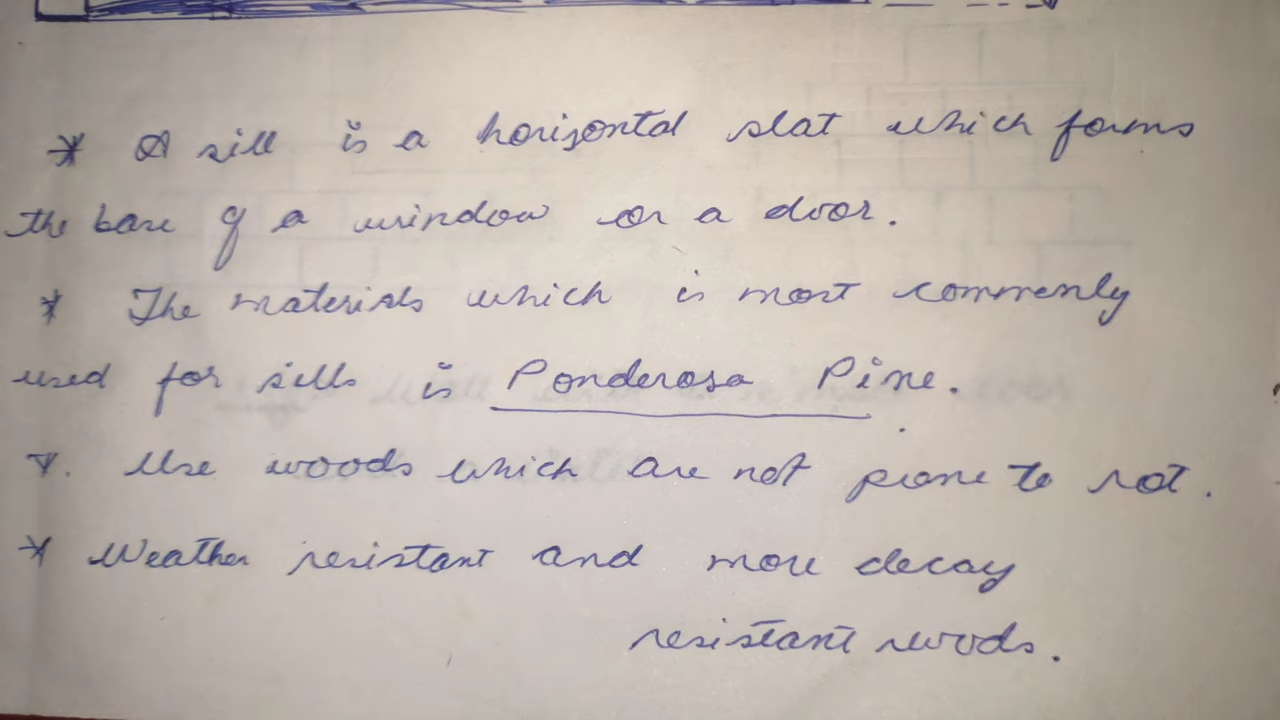 * A sill is a horizontal slat which forms
the base of a window or a door.
* The materials which is most commonly
used for sills is Ponderosa Pine.
*. Use woods which are not prone to rot.
* Weather resistant and more decay
resistant woods.